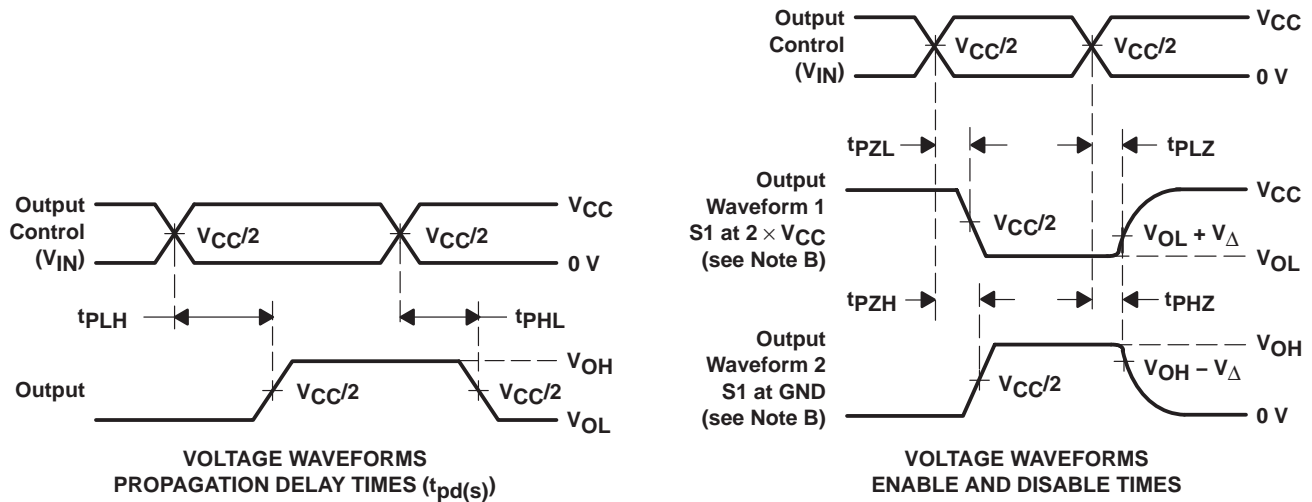 Output
Control
(VIN)
VCC
VCC/2
VCC/2
0 V
tPLH
tPHL
Output
VOH
VCC/2
VCC/2
VOL
VOLTAGE WAVEFORMS
PROPAGATION DELAY TIMES (tpd(s))
Output
Control
(VIN)
VCC
VCC/2
VCC/2
0 V
tPZL
tPLZ
Output
Waveform 1
S1 at 2 × VCC
(see Note B)
VCC
VCC/2
VOL + VΔ
VOL
tPZH
tPHZ
Output
Waveform 2
S1 at GND
(see Note B)
VOH
VCC/2
VOH − VΔ
0 V
VOLTAGE WAVEFORMS
ENABLE AND DISABLE TIMES